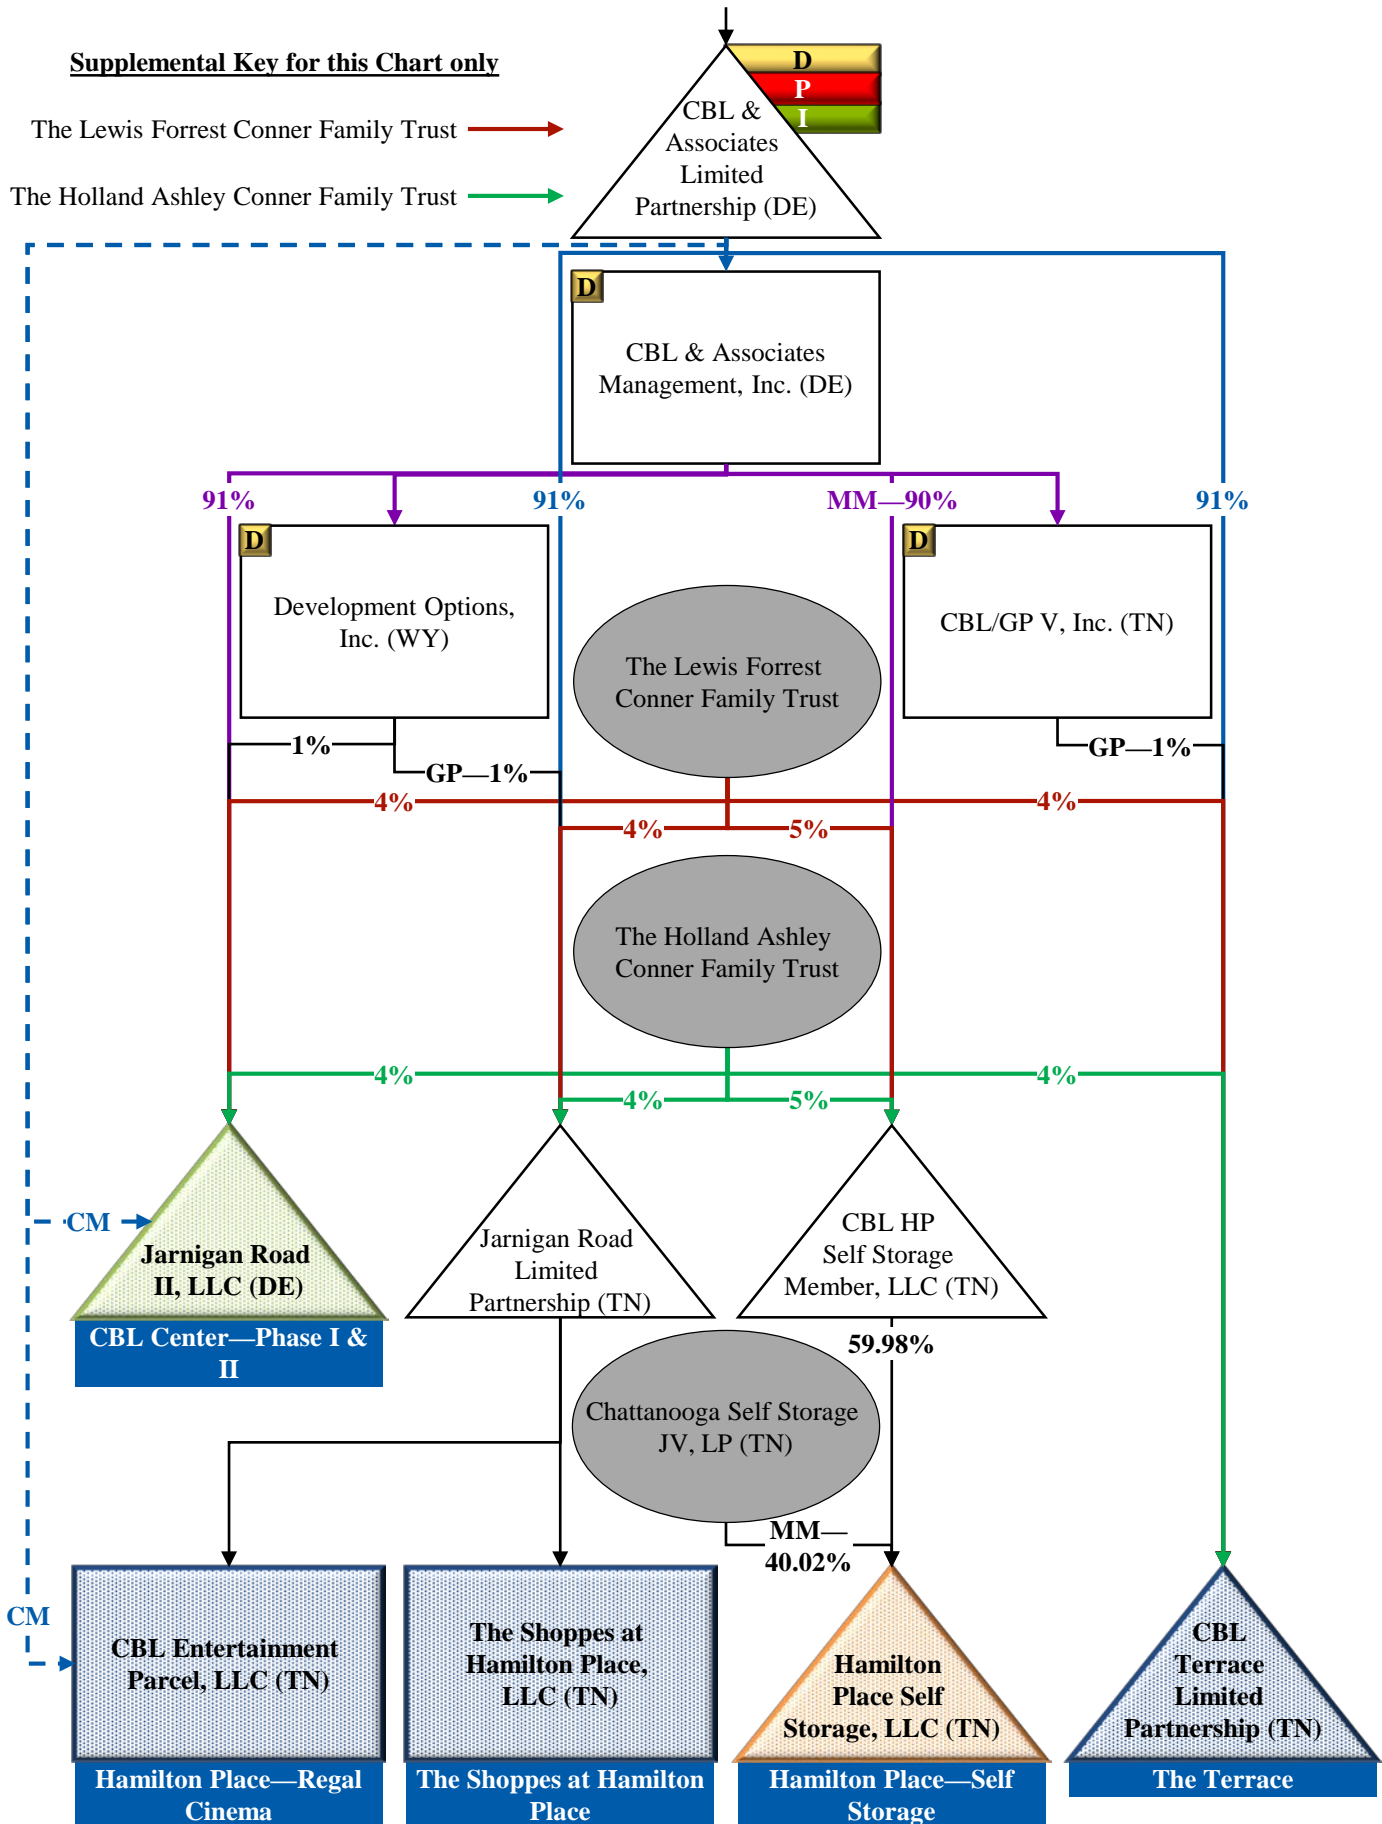 Supplemental Key for this Chart only
The Lewis Forrest Conner Family Trust
The Holland Ashley Conner Family Trust
D
P
I
CBL &
Associates
Limited
Partnership (DE)
D
CBL & Associates
Management, Inc. (DE)
91%
91%
MM—90%
91%
D
Development Options,
Inc. (WY)
D
CBL/GP V, Inc. (TN)
The Lewis Forrest
Conner Family Trust
1%
GP—1%
GP—1%
4%
4%
4%
5%
The Holland Ashley
Conner Family Trust
4%
4%
4%
5%
CM
Jarnigan Road
II, LLC (DE)
CBL Center—Phase I &
II
Jarnigan Road
Limited
Partnership (TN)
CBL HP
Self Storage
Member, LLC (TN)
59.98%
Chattanooga Self Storage
JV, LP (TN)
MM—
40.02%
CM
CBL Entertainment
Parcel, LLC (TN)
Hamilton Place—Regal
Cinema
The Shoppes at
Hamilton Place,
LLC (TN)
The Shoppes at Hamilton
Place
Hamilton
Place Self
Storage, LLC (TN)
Hamilton Place—Self
Storage
CBL
Terrace
Limited
Partnership (TN)
The Terrace